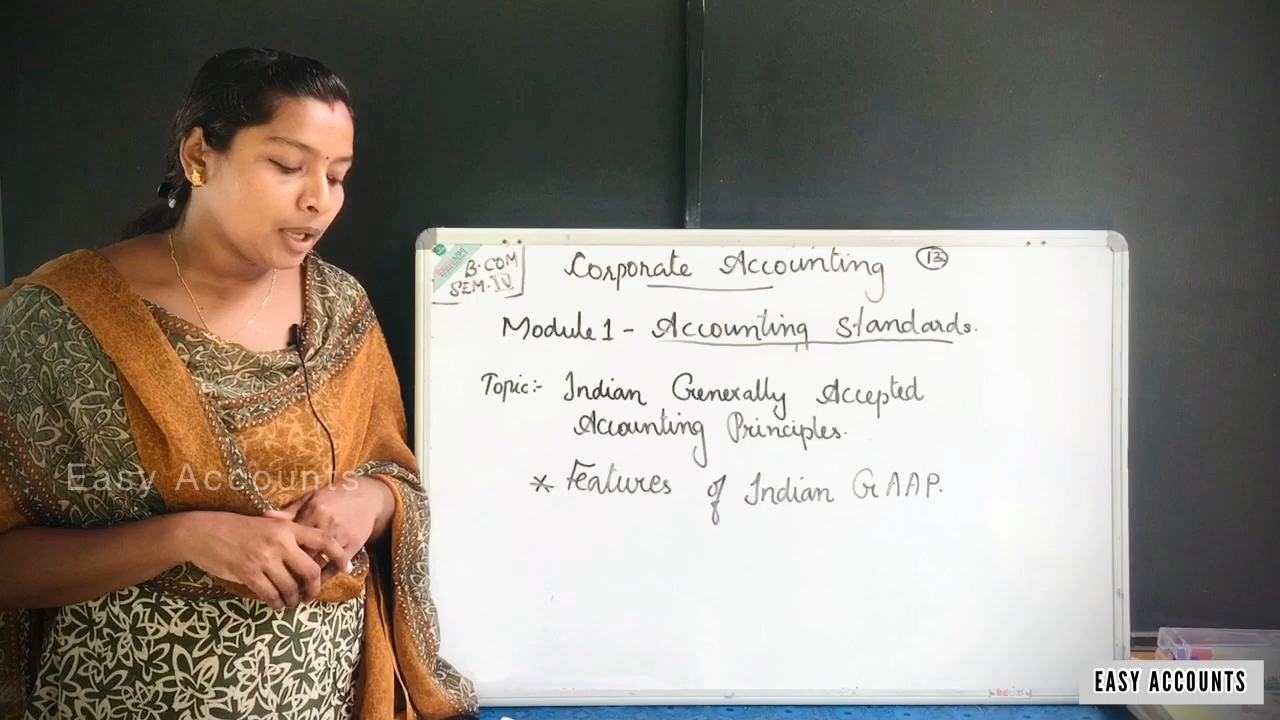 B.COM
SEM.IV
Corporate Accounting
13
Module 1 - Accounting Standards.
Topic:- Indian Generally Accepted
Accounting Principles.
* Features of Indian GAAP.
Easy Accounts
EASY ACCOUNTS